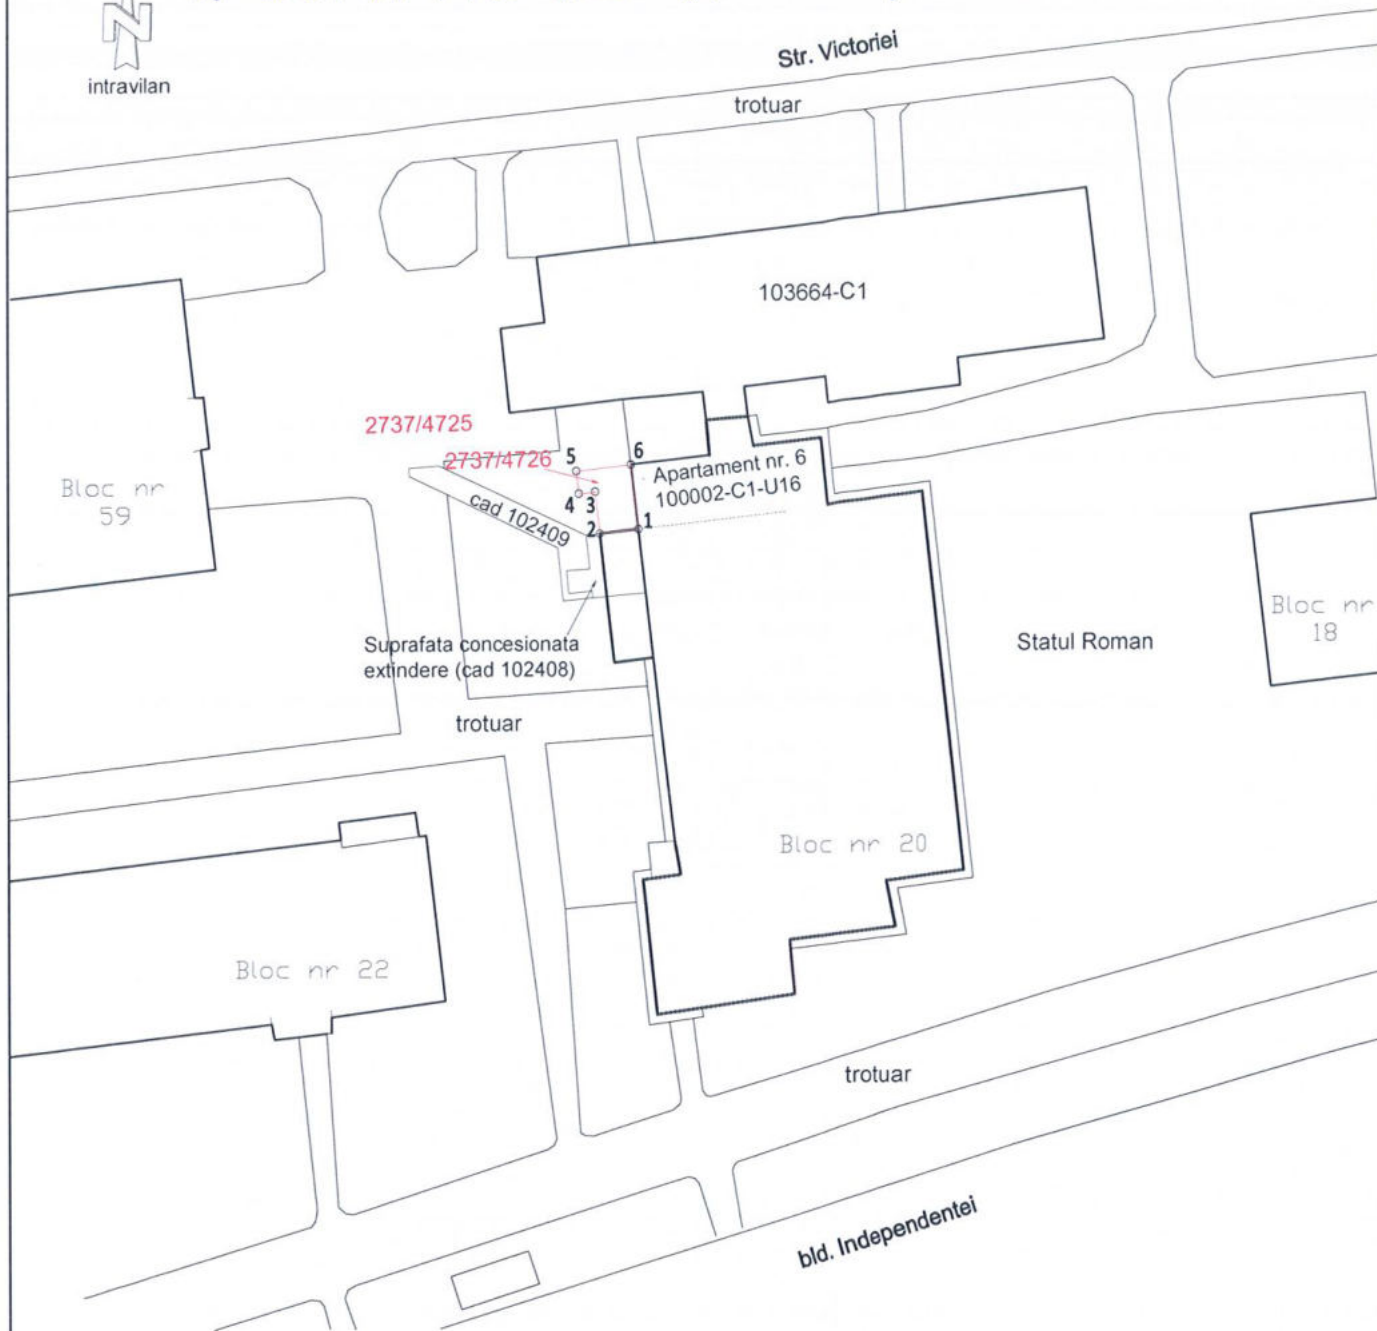 N
intravilan
Str. Victoriei
trotuar
103664-C1
2737/4725
2737/4726
5
6
Apartament nr. 6
100002-C1-U16
4
3
cad 102409
2
1
Bloc nr
59
Suprafata concesionata
extindere (cad 102408)
Statul Roman
Bloc nr
18
trotuar
Bloc nr 20
Bloc nr 22
trotuar
bld. Independentei